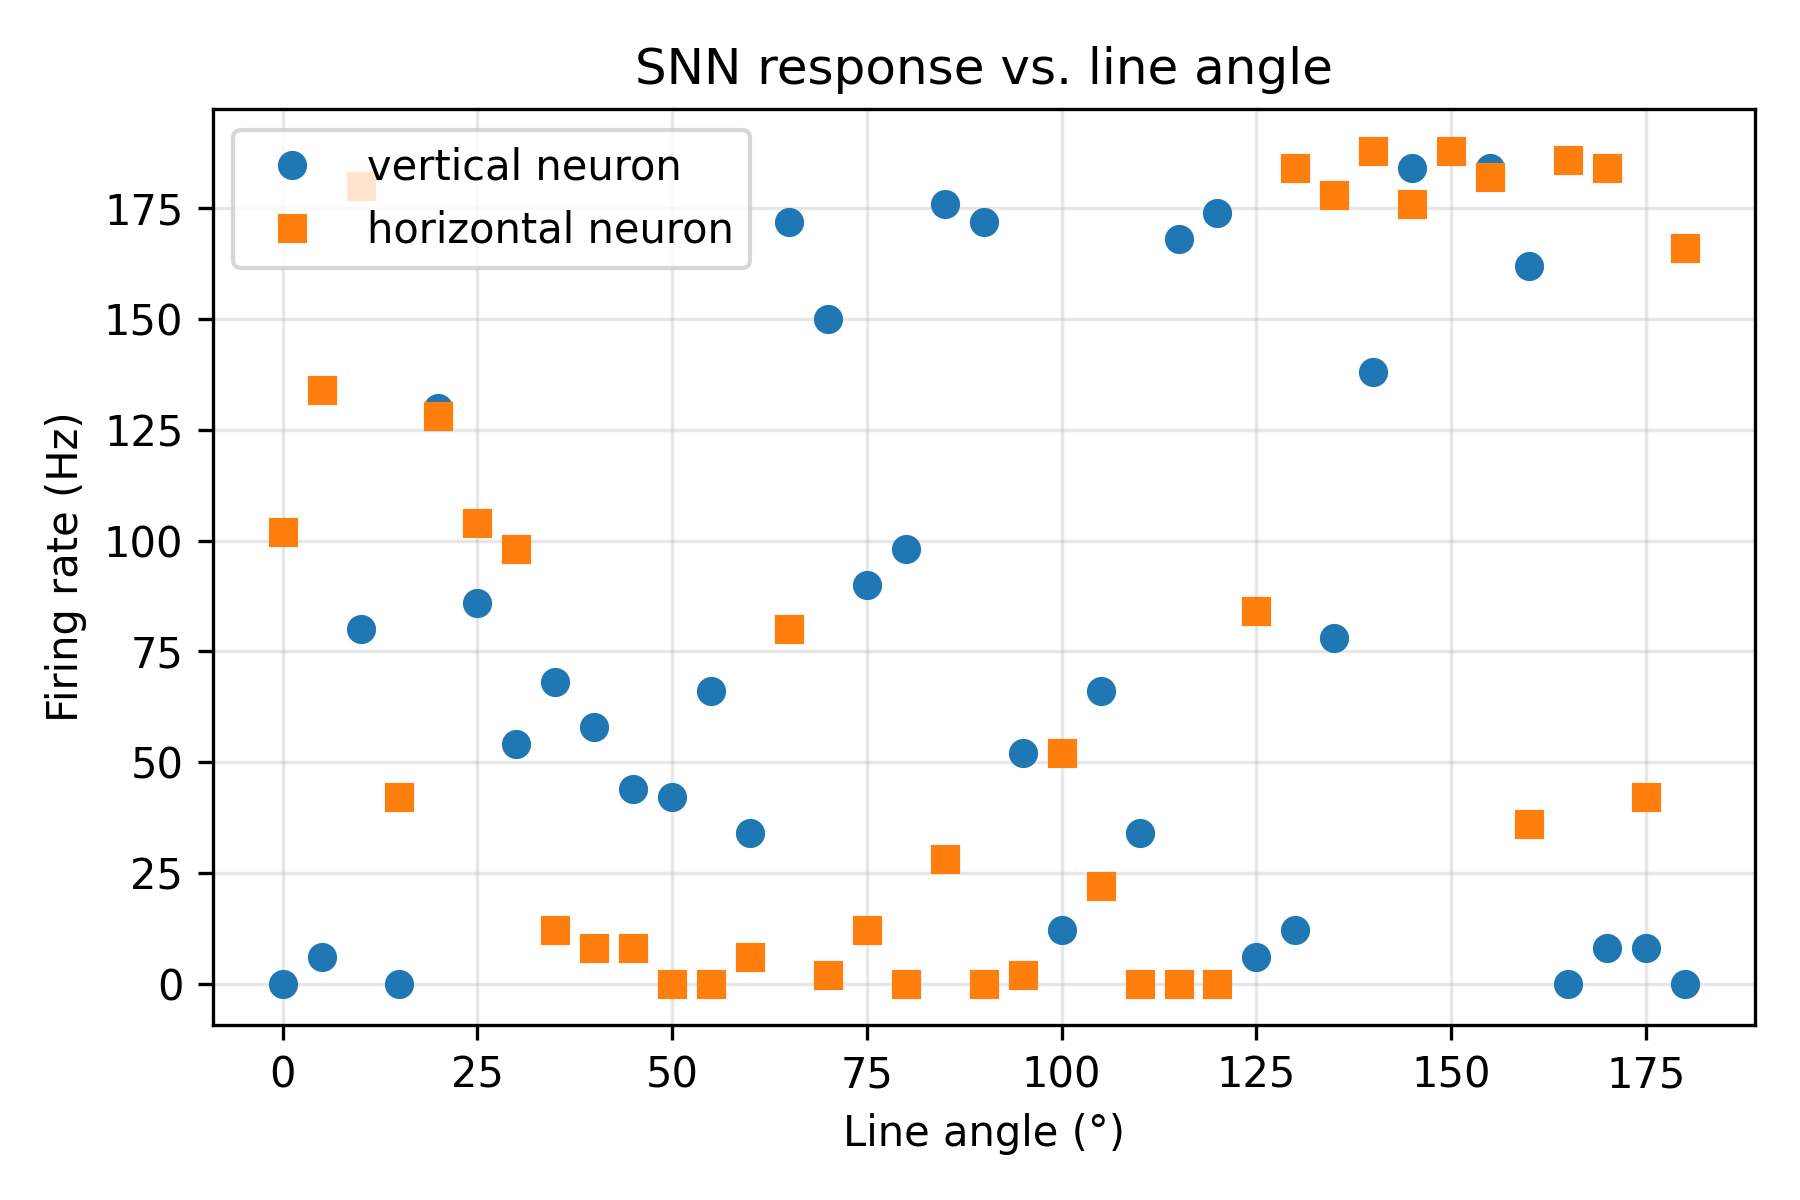 SNN response vs. line angle
vertical neuron
horizontal neuron
Firing rate (Hz)
175
150
125
100
75
50
25
0
0 25 50 75 100 125 150 175
Line angle (°)